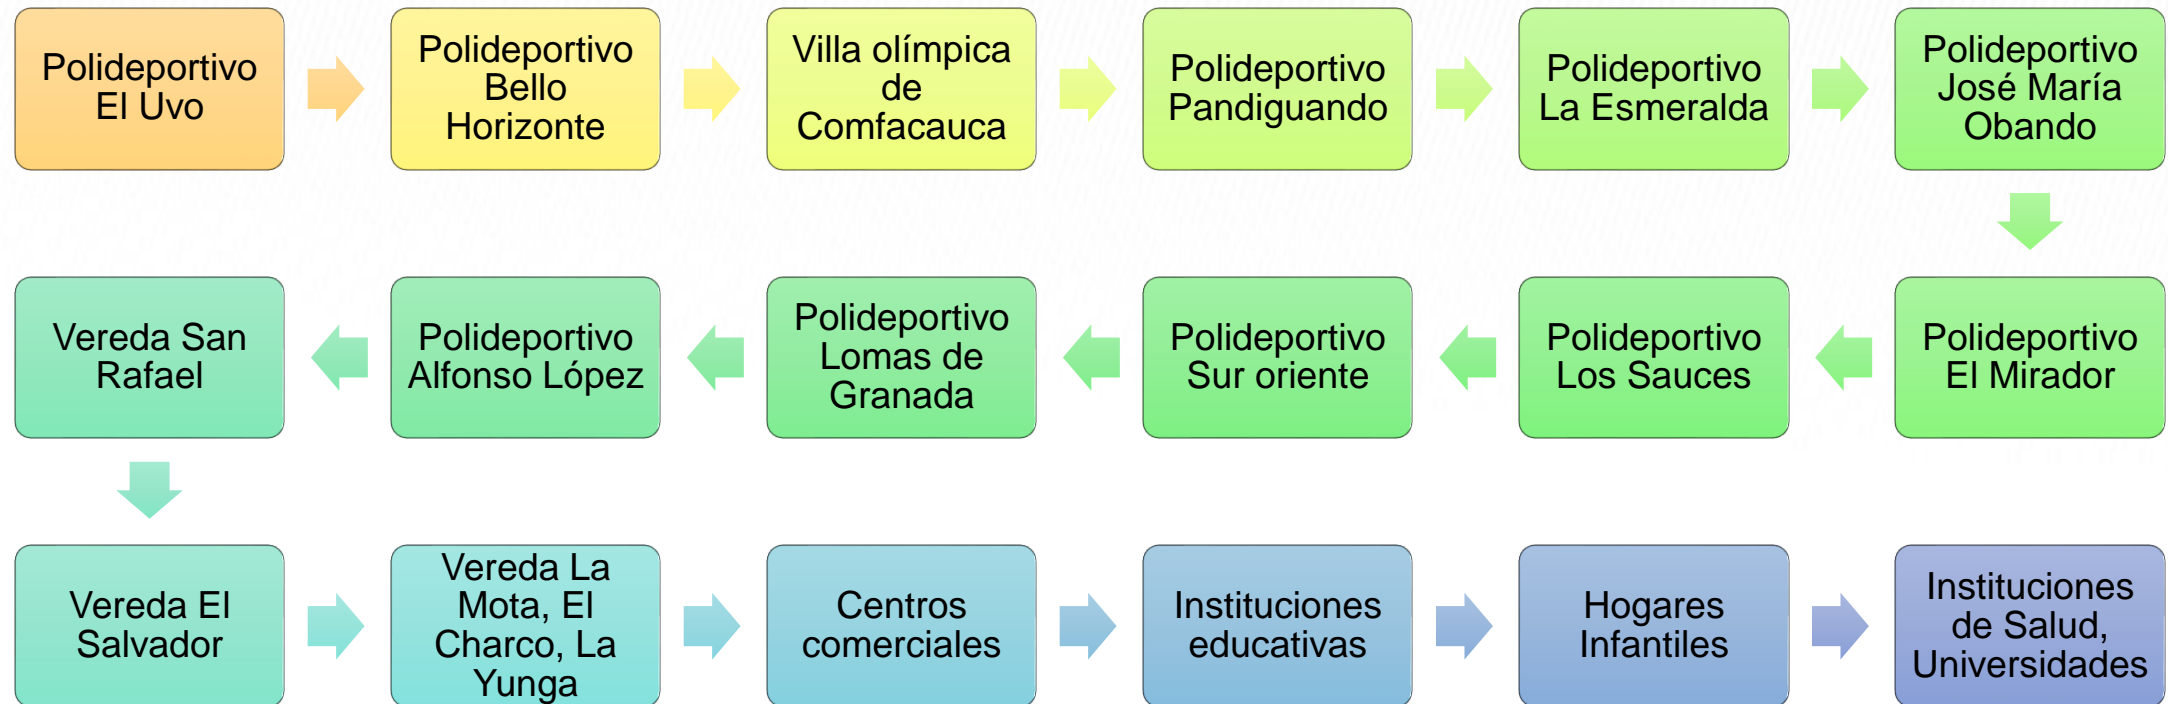 Polideportivo
El Uvo
Polideportivo
Bello
Horizonte
Villa olímpica
de
Comfacauca
Polideportivo
Pandiguando
Polideportivo
La Esmeralda
Polideportivo
José María
Obando
Polideportivo
El Mirador
Polideportivo
Los Sauces
Polideportivo
Sur oriente
Polideportivo
Lomas de
Granada
Polideportivo
Alfonso López
Vereda San
Rafael
Vereda El
Salvador
Vereda La
Mota, El
Charco, La
Yunga
Centros
comerciales
Instituciones
educativas
Hogares
Infantiles
Instituciones
de Salud,
Universidades